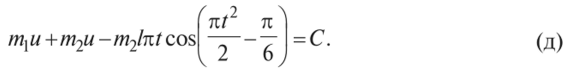 m₁u + m₂u − m₂lπt cos(πt²/2 − π/6) = C. (д)